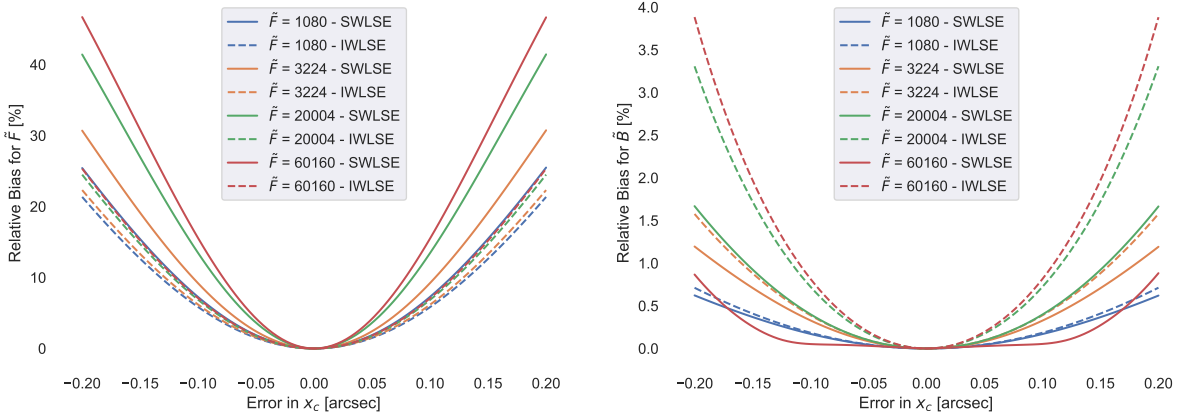 Relative Bias for F̃ [%]
40
30
20
10
0
F̃ = 1080 - SWLSE
F̃ = 1080 - IWLSE
F̃ = 3224 - SWLSE
F̃ = 3224 - IWLSE
F̃ = 20004 - SWLSE
F̃ = 20004 - IWLSE
F̃ = 60160 - SWLSE
F̃ = 60160 - IWLSE
−0.20 −0.15 −0.10 −0.05 0.00 0.05 0.10 0.15 0.20
Error in x_c [arcsec]
Relative Bias for B̃ [%]
4.0
3.5
3.0
2.5
2.0
1.5
1.0
0.5
0.0
F̃ = 1080 - SWLSE
F̃ = 1080 - IWLSE
F̃ = 3224 - SWLSE
F̃ = 3224 - IWLSE
F̃ = 20004 - SWLSE
F̃ = 20004 - IWLSE
F̃ = 60160 - SWLSE
F̃ = 60160 - IWLSE
−0.20 −0.15 −0.10 −0.05 0.00 0.05 0.10 0.15 0.20
Error in x_c [arcsec]